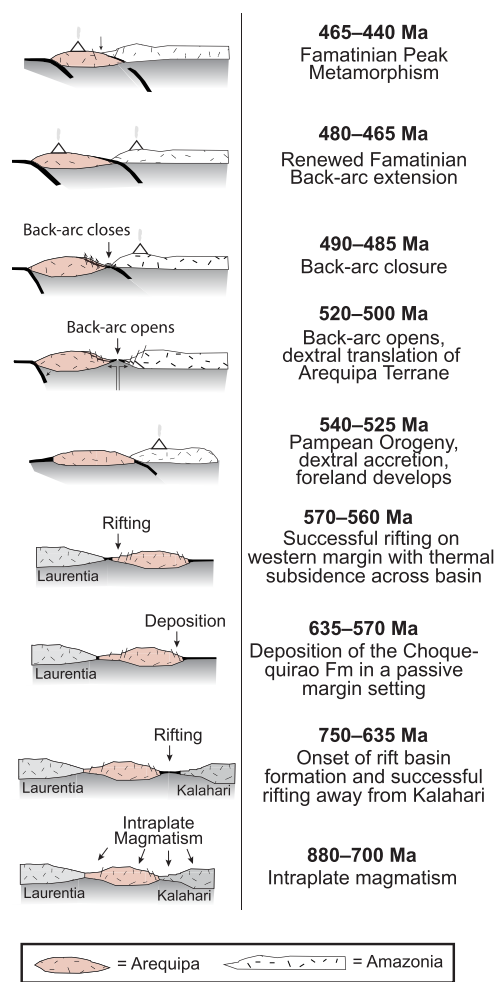 465–440 Ma
Famatinian Peak
Metamorphism
480–465 Ma
Renewed Famatinian
Back-arc extension
Back-arc closes
490–485 Ma
Back-arc closure
Back-arc opens
520–500 Ma
Back-arc opens,
dextral translation of
Arequipa Terrane
540–525 Ma
Pampean Orogeny,
dextral accretion,
foreland develops
Rifting
Laurentia
570–560 Ma
Successful rifting on
western margin with thermal
subsidence across basin
Deposition
Laurentia
635–570 Ma
Deposition of the Choque-
quirao Fm in a passive
margin setting
Rifting
Laurentia
Kalahari
750–635 Ma
Onset of rift basin
formation and successful
rifting away from Kalahari
Intraplate
Magmatism
Laurentia
Kalahari
880–700 Ma
Intraplate magmatism
= Arequipa
= Amazonia